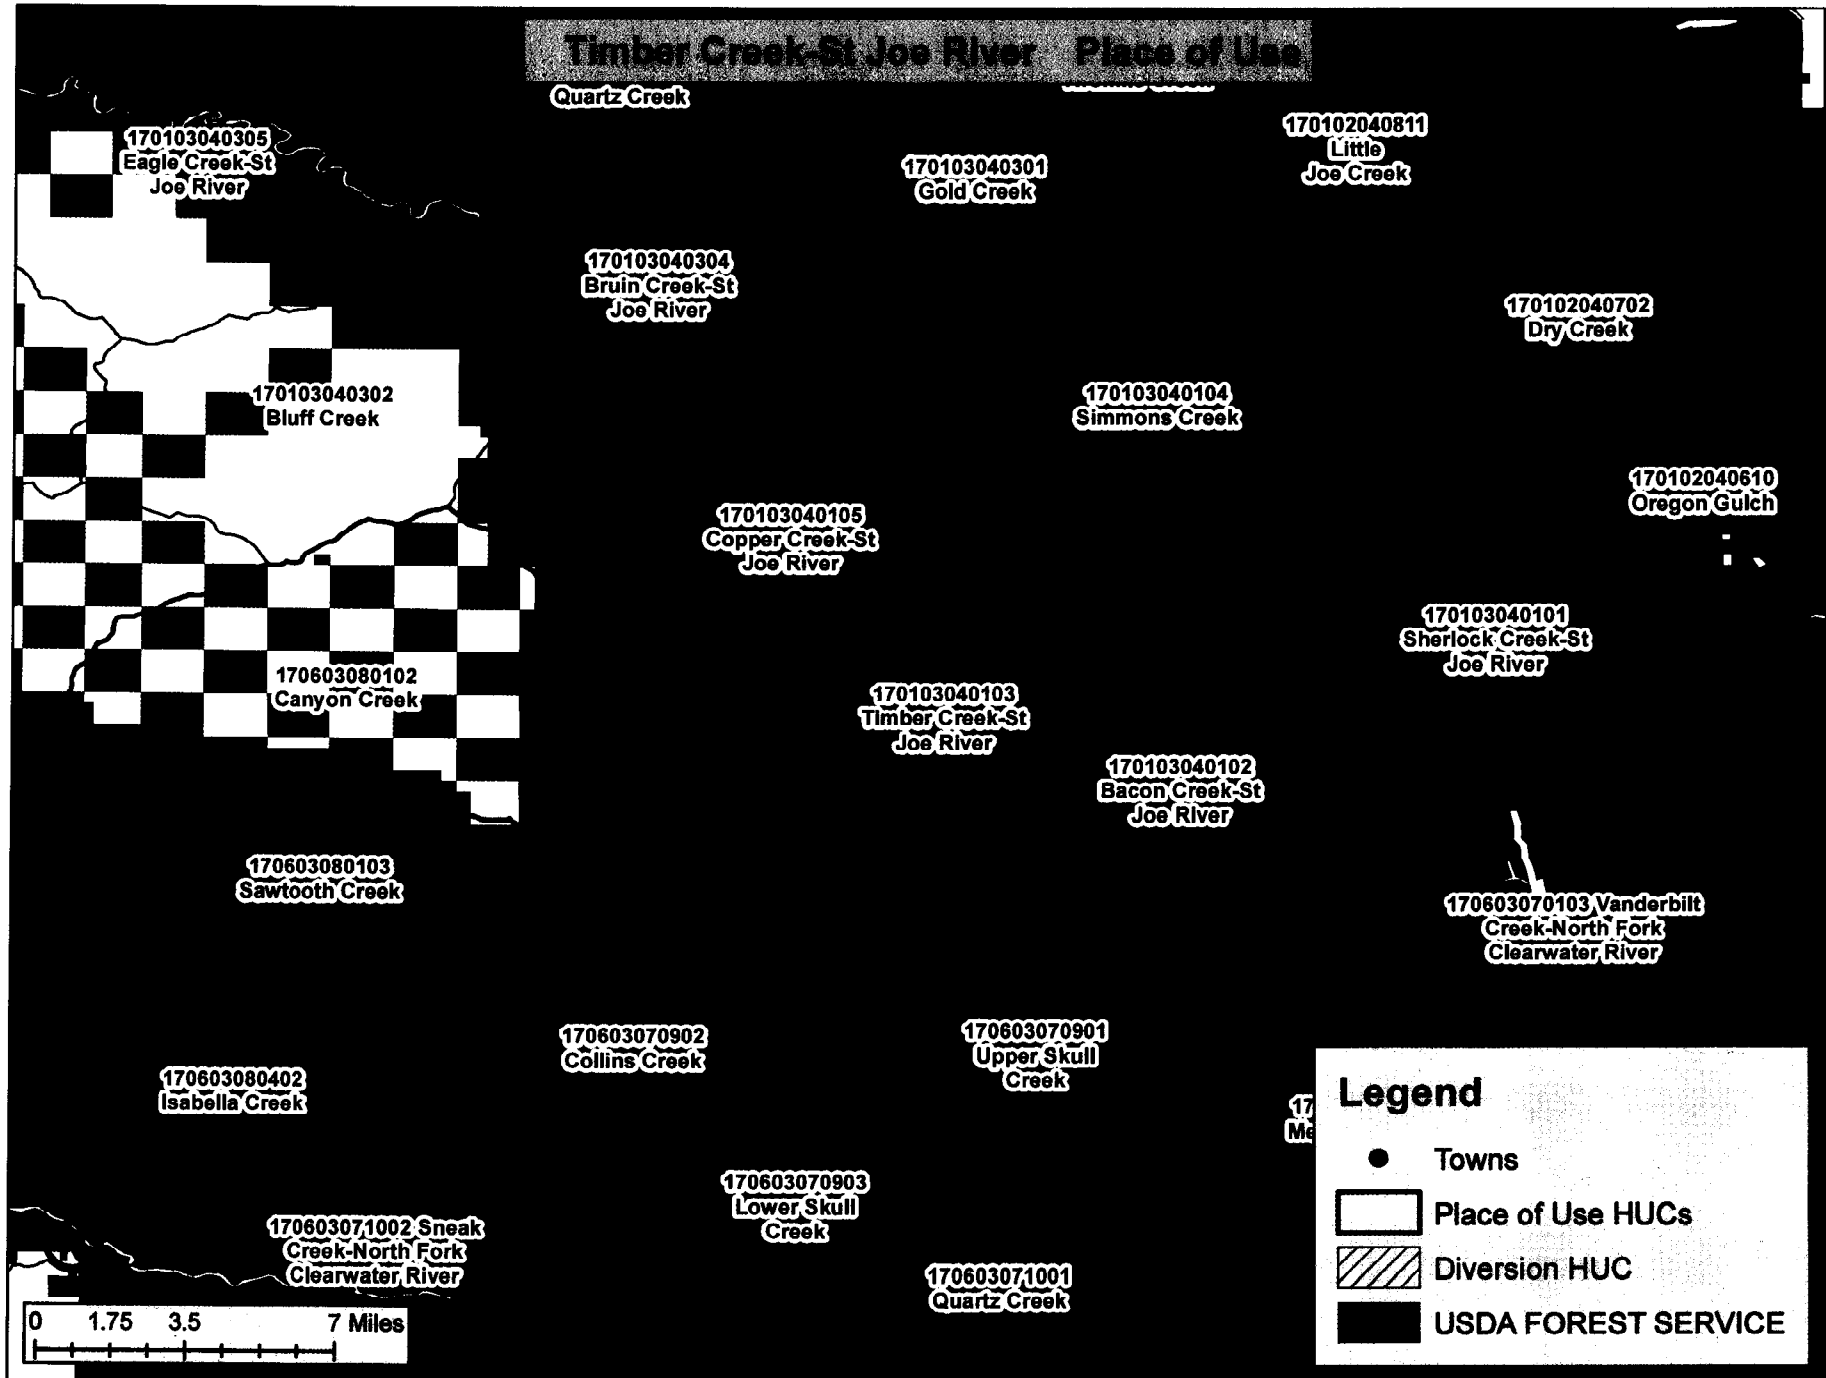 Timber Creek-St Joe River Place of Use
Quartz Creek
170103040305
Eagle Creek-St
Joe River
170102040811
Little
Joe Creek
170103040301
Gold Creek
170103040304
Bruin Creek-St
Joe River
170102040702
Dry Creek
170103040302
Bluff Creek
170103040104
Simmons Creek
170102040610
Oregon Gulch
170103040105
Copper Creek-St
Joe River
170103040101
Sherlock Creek-St
Joe River
170603080102
Canyon Creek
170103040103
Timber Creek-St
Joe River
170103040102
Bacon Creek-St
Joe River
170603080103
Sawtooth Creek
170603070103 Vanderbilt
Creek-North Fork
Clearwater River
170603070902
Collins Creek
170603070901
Upper Skull
Creek
170603080402
Isabella Creek
17
Me
170603070903
Lower Skull
Creek
170603071002 Sneak
Creek-North Fork
Clearwater River
170603071001
Quartz Creek
0 1.75 3.5 7 Miles
Legend
Towns
Place of Use HUCs
Diversion HUC
USDA FOREST SERVICE